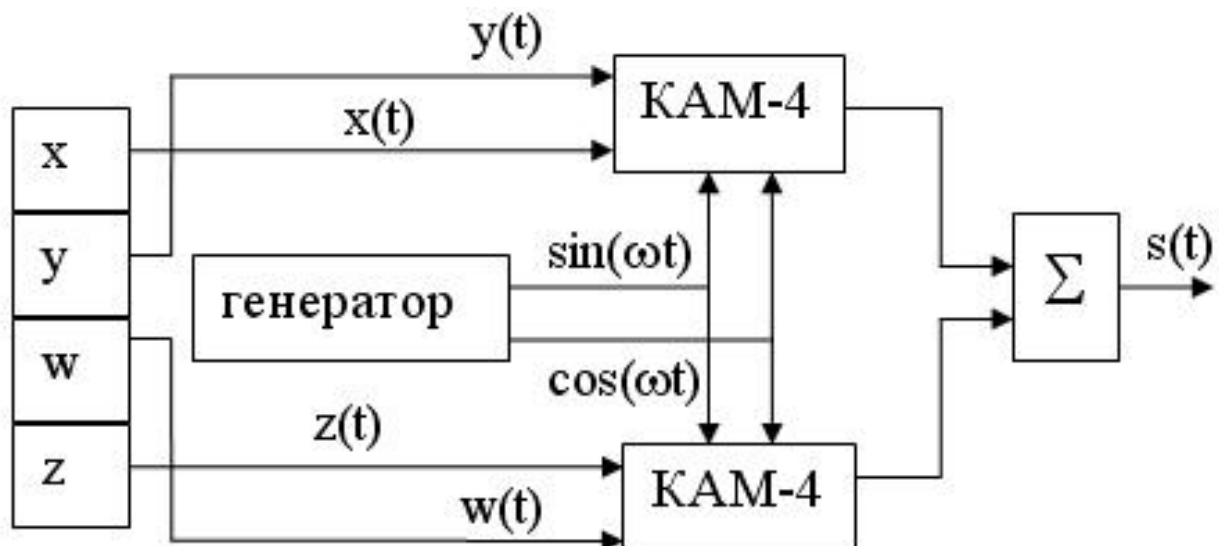 y(t)
КАМ-4
x(t)
x
y
sin(ωt)
s(t)
генератор
Σ
w
cos(ωt)
z(t)
z
КАМ-4
w(t)